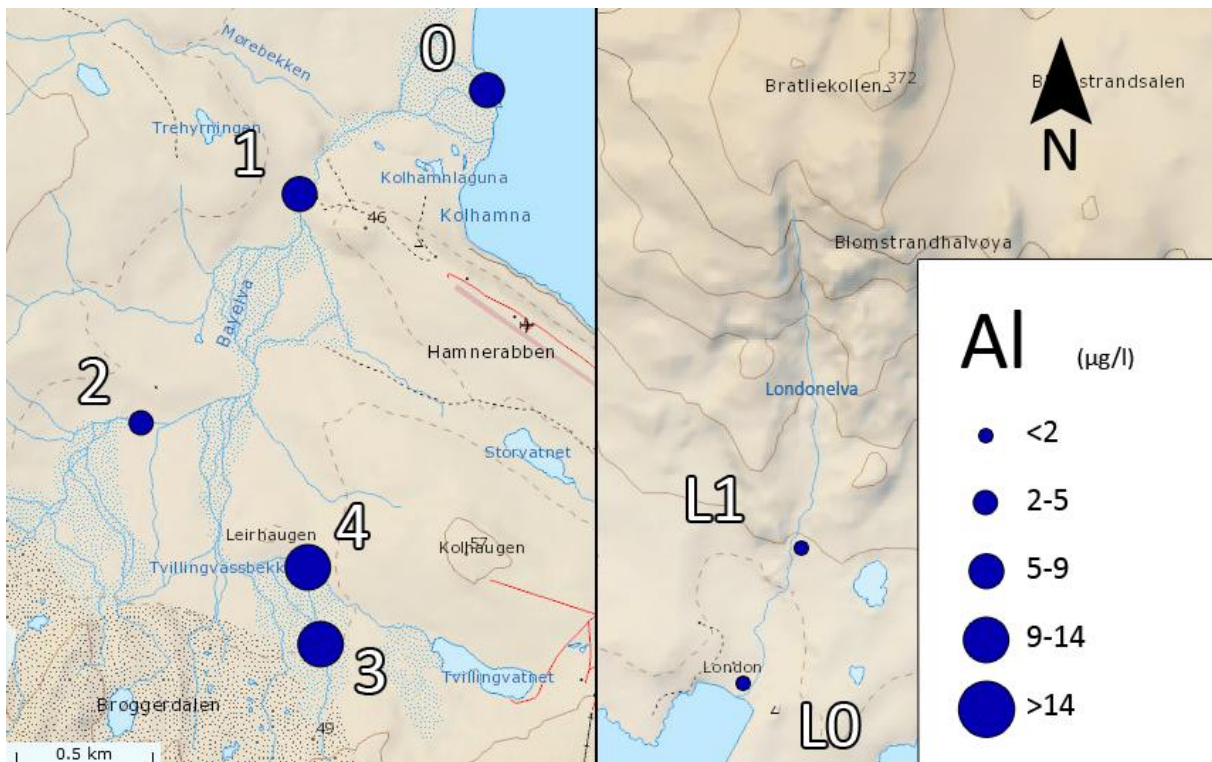 Mørebekken
0
Trehyrningen
1
Kolhamnlaguna
46
Kolhamna
Bayelva
Hamnerabben
2
Storvatnet
4
Leirhaugen
57
Kolhaugen
Tvillingvassbekk
3
Tvillingvatnet
Brøggerdalen
49
0.5 km
Bratliekollen
372
N
Blomstrandhalvøya
Londonelva
L1
London
L0
Al (µg/l)
<2
2-5
5-9
9-14
>14